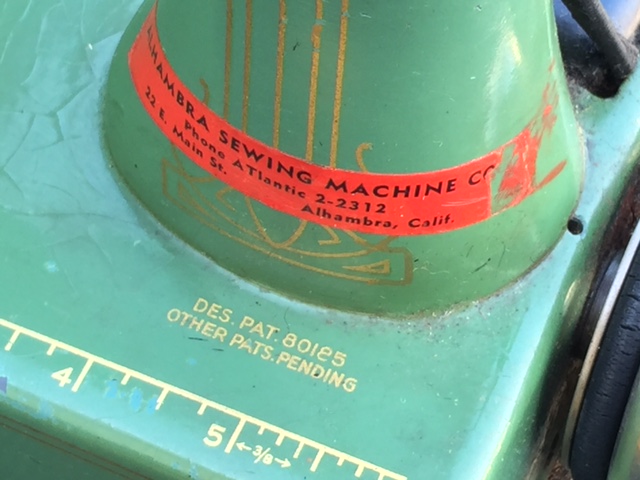 ALHAMBRA SEWING MACHINE CO
Phone ATlantic 2-2312
22 E. Main St. Alhambra, Calif.
DES. PAT. 80125
OTHER PATS. PENDING
4 5 ←3/8→